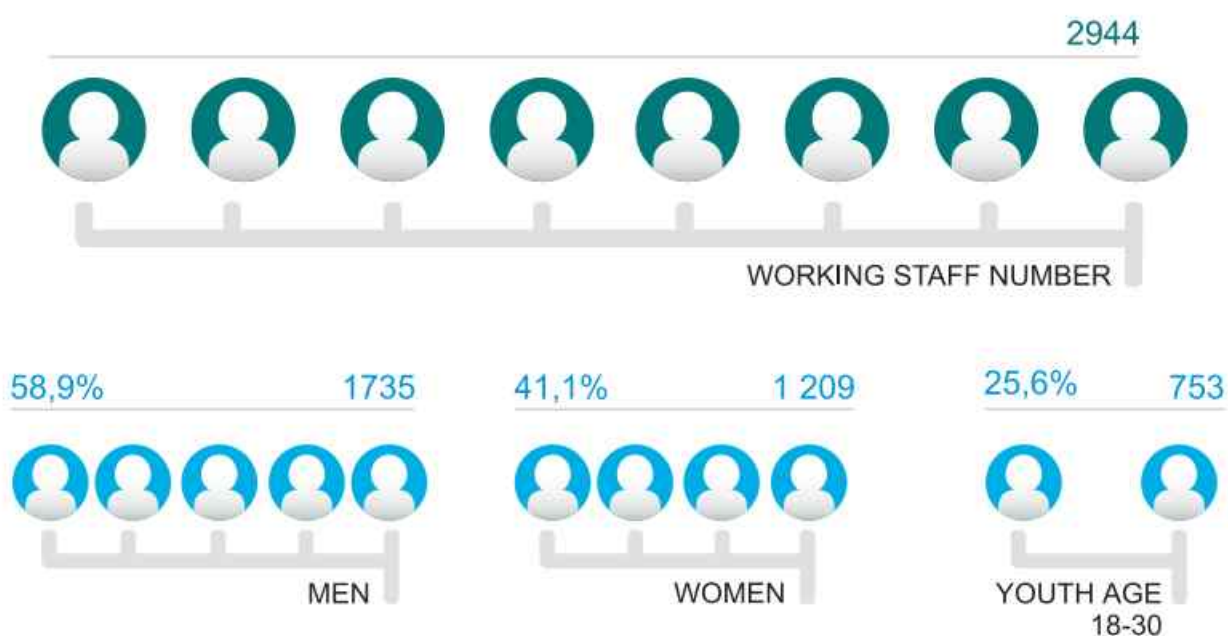 2944
WORKING STAFF NUMBER
58,9% 1735
MEN
41,1% 1 209
WOMEN
25,6% 753
YOUTH AGE
18-30